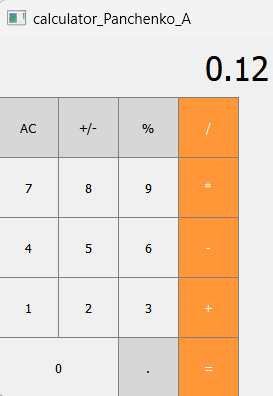 calculator_Panchenko_A
0.12
AC +/- % /
7 8 9 *
4 5 6 -
1 2 3 +
0 . =